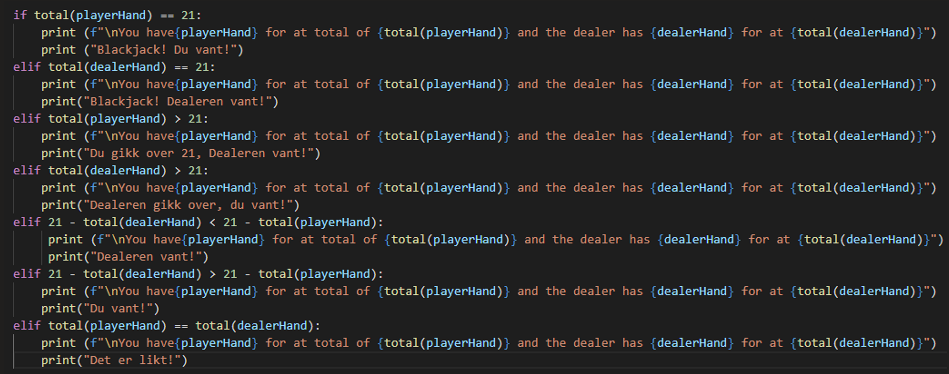 if total(playerHand) == 21:
    print (f"\nYou have{playerHand} for at total of {total(playerHand)} and the dealer has {dealerHand} for at {total(dealerHand)}")
    print ("Blackjack! Du vant!")
elif total(dealerHand) == 21:
    print (f"\nYou have{playerHand} for at total of {total(playerHand)} and the dealer has {dealerHand} for at {total(dealerHand)}")
    print("Blackjack! Dealeren vant!")
elif total(playerHand) > 21:
    print (f"\nYou have{playerHand} for at total of {total(playerHand)} and the dealer has {dealerHand} for at {total(dealerHand)}")
    print("Du gikk over 21, Dealeren vant!")
elif total(dealerHand) > 21:
    print (f"\nYou have{playerHand} for at total of {total(playerHand)} and the dealer has {dealerHand} for at {total(dealerHand)}")
    print("Dealeren gikk over, du vant!")
elif 21 - total(dealerHand) < 21 - total(playerHand):
     print (f"\nYou have{playerHand} for at total of {total(playerHand)} and the dealer has {dealerHand} for at {total(dealerHand)}")
     print("Dealeren vant!")
elif 21 - total(dealerHand) > 21 - total(playerHand):
    print (f"\nYou have{playerHand} for at total of {total(playerHand)} and the dealer has {dealerHand} for at {total(dealerHand)}")
    print("Du vant!")
elif total(playerHand) == total(dealerHand):
    print (f"\nYou have{playerHand} for at total of {total(playerHand)} and the dealer has {dealerHand} for at {total(dealerHand)}")
    print("Det er likt!")